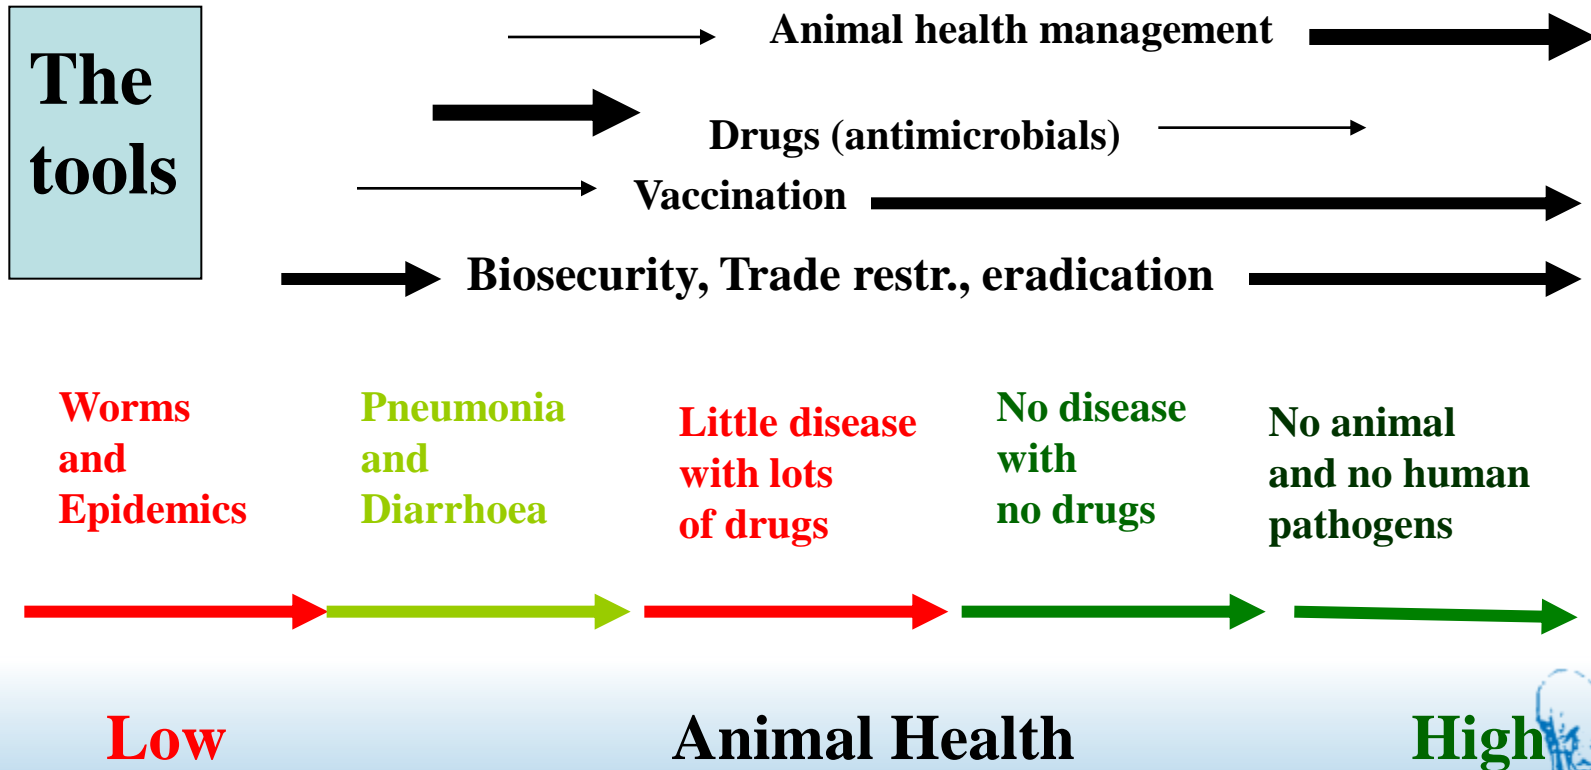 The
tools
Animal health management
Drugs (antimicrobials)
Vaccination
Biosecurity, Trade restr., eradication
Worms
and
Epidemics
Pneumonia
and
Diarrhoea
Little disease
with lots
of drugs
No disease
with
no drugs
No animal
and no human
pathogens
Low
Animal Health
High